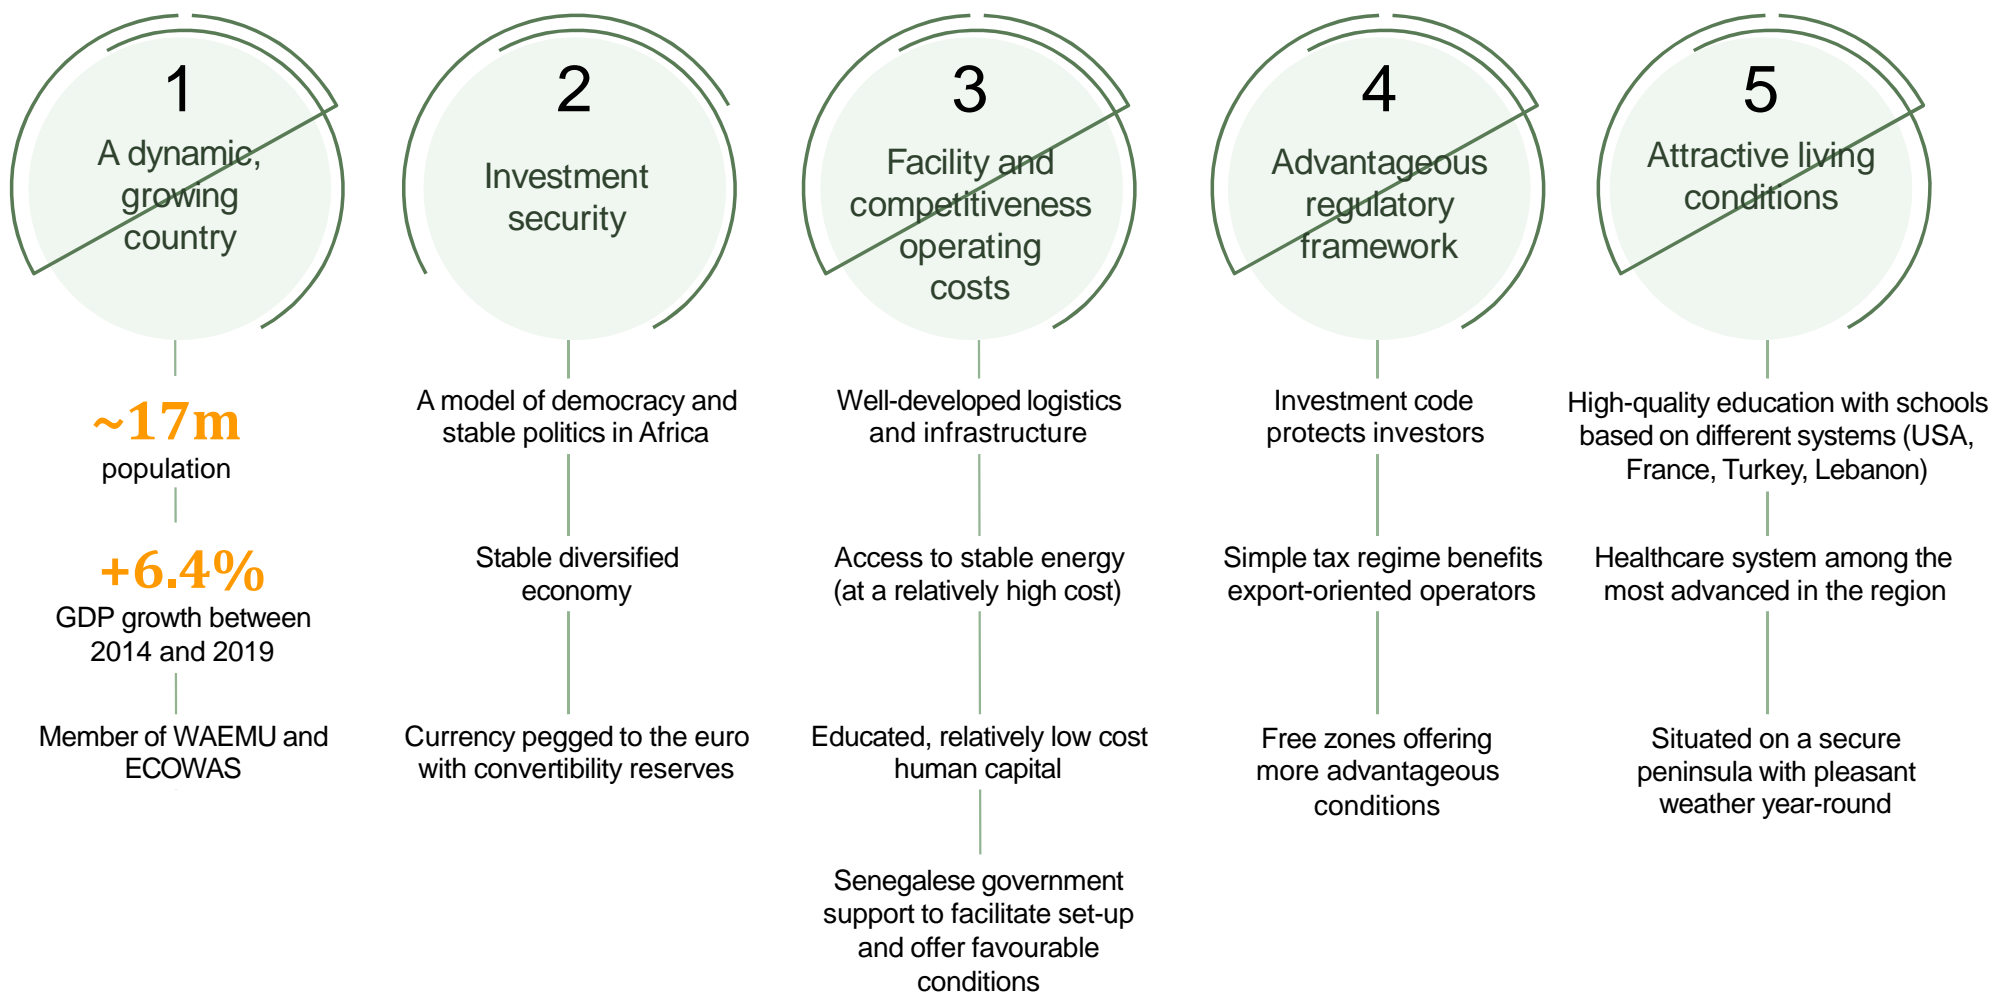 1
A dynamic,
growing
country
~17m
population
+6.4%
GDP growth between
2014 and 2019
Member of WAEMU and
ECOWAS
2
Investment
security
A model of democracy and
stable politics in Africa
Stable diversified
economy
Currency pegged to the euro
with convertibility reserves
3
Facility and
competitiveness
operating
costs
Well-developed logistics
and infrastructure
Access to stable energy
(at a relatively high cost)
Educated, relatively low cost
human capital
Senegalese government
support to facilitate set-up
and offer favourable
conditions
4
Advantageous
regulatory
framework
Investment code
protects investors
Simple tax regime benefits
export-oriented operators
Free zones offering
more advantageous
conditions
5
Attractive living
conditions
High-quality education with schools
based on different systems (USA,
France, Turkey, Lebanon)
Healthcare system among the
most advanced in the region
Situated on a secure
peninsula with pleasant
weather year-round